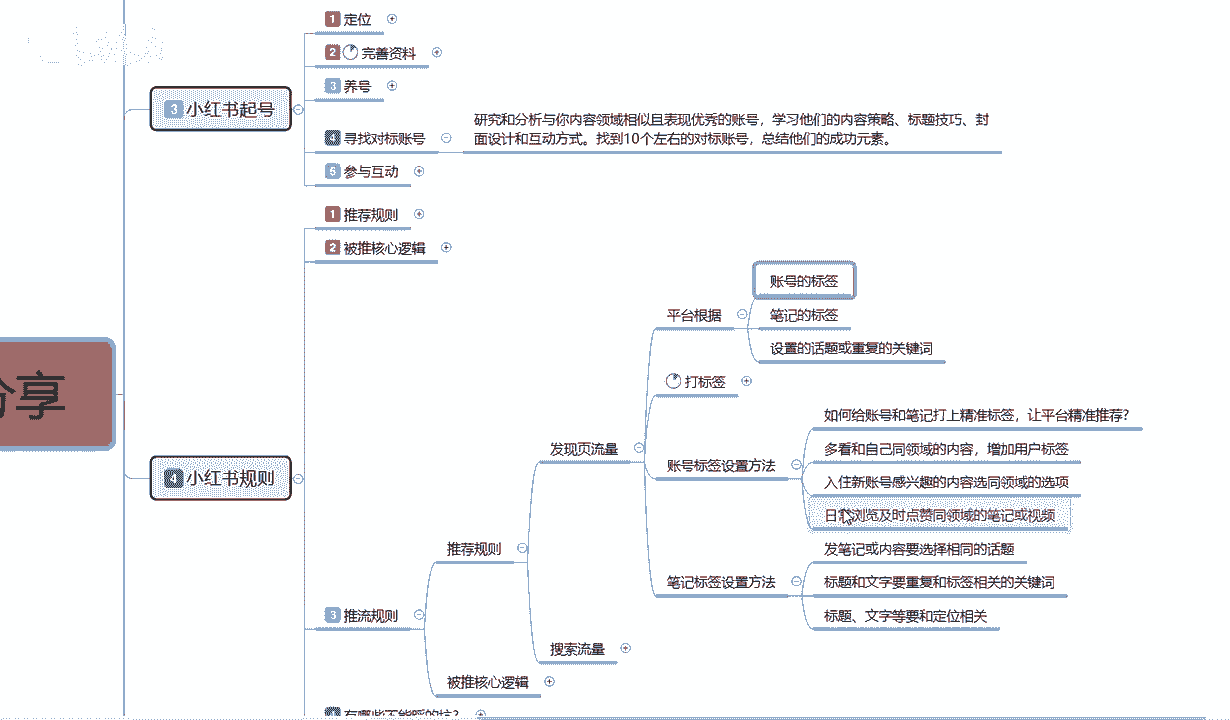 1 定位
2 完善资料
3 小红书起号
3 养号
研究和分析与你内容领域相似且表现优秀的账号，学习他们的内容策略、标题技巧、封
面设计和互动方式。找到10个左右的对标账号，总结他们的成功元素。
4 寻找对标账号
5 参与互动
1 推荐规则
2 被推核心逻辑
账号的标签
平台根据
笔记的标签
设置的话题或重复的关键词
打标签
享
如何给账号和笔记打上精准标签，让平台精准推荐？
发现页流量
多看和自己同领域的内容，增加用户标签
账号标签设置方法
4 小红书规则
入住新账号感兴趣的内容选同领域的选项
日常浏览及时点赞同领域的笔记或视频
推荐规则
发笔记或内容要选择相同的话题
笔记标签设置方法
标题和文字要重复和标签相关的关键词
3 推流规则
标题、文字等要和定位相关
搜索流量
被推核心逻辑
有哪些不能踩的坑？